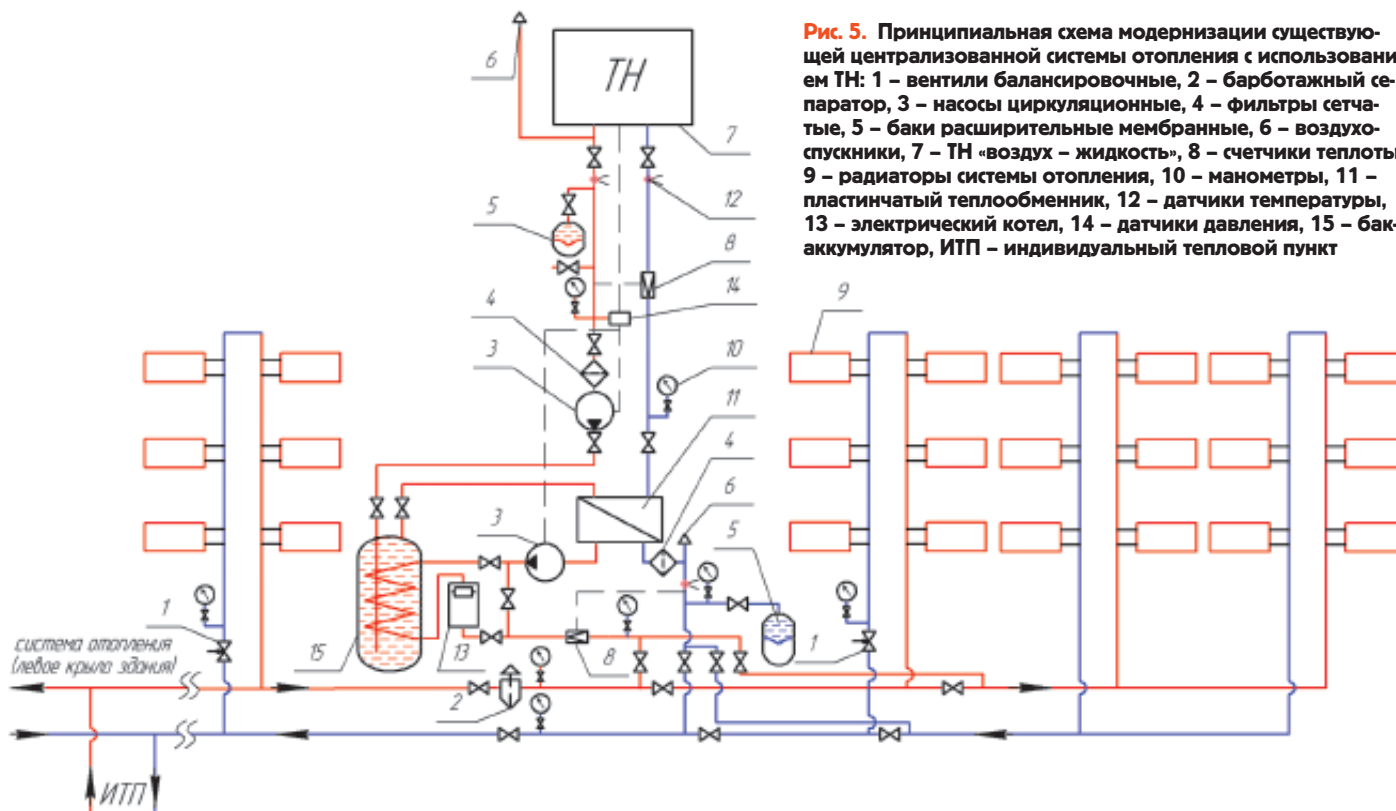 Рис. 5. Принципиальная схема модернизации существую-
щей централизованной системы отопления с использовани-
ем ТН: 1 – вентили балансировочные, 2 – барботажный се-
паратор, 3 – насосы циркуляционные, 4 – фильтры сетча-
тые, 5 – баки расширительные мембранные, 6 – воздухо-
спускники, 7 – ТН «воздух – жидкость», 8 – счетчики теплоты
9 – радиаторы системы отопления, 10 – манометры, 11 –
пластинчатый теплообменник, 12 – датчики температуры,
13 – электрический котел, 14 – датчики давления, 15 – бак-
аккумулятор, ИТП – индивидуальный тепловой пункт
6
ТН
7
12
5
8
14
4
9
3
10
11
4
6
3
5
1
система отопления
(левое крыла здания)
15
13
8
1
2
ИТП